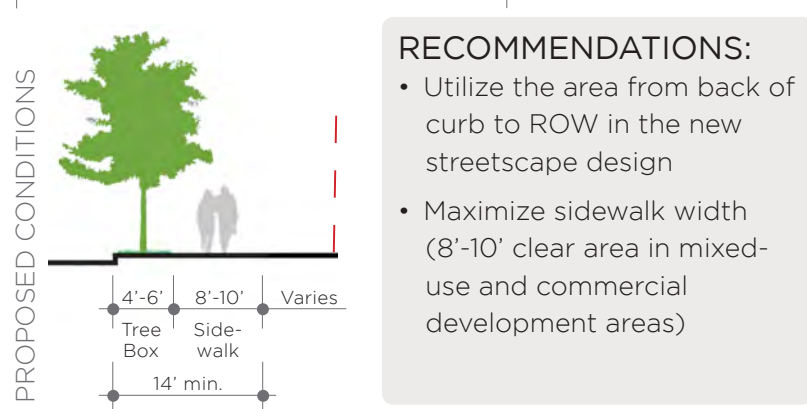 PROPOSED CONDITIONS
4’-6’ 8’-10’ Varies
Tree Side-
Box walk
14’ min.
RECOMMENDATIONS:
• Utilize the area from back of
curb to ROW in the new
streetscape design
• Maximize sidewalk width
(8’-10’ clear area in mixed-
use and commercial
development areas)